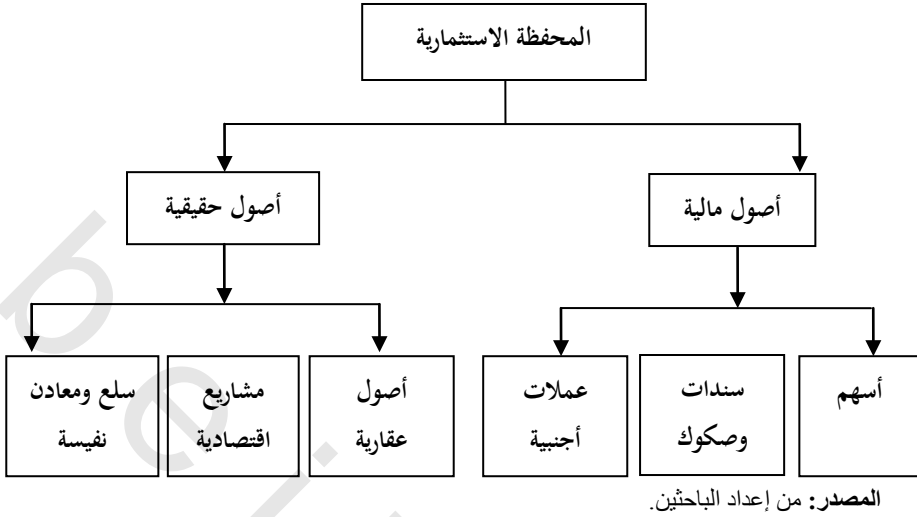 المحفظة الاستثمارية
أصول مالية
أصول حقيقية
أسهم
سندات
وصكوك
عملات
أجنبية
أصول
عقارية
مشاريع
اقتصادية
سلع ومعادن
نفيسة
المصدر: من إعداد الباحثين.